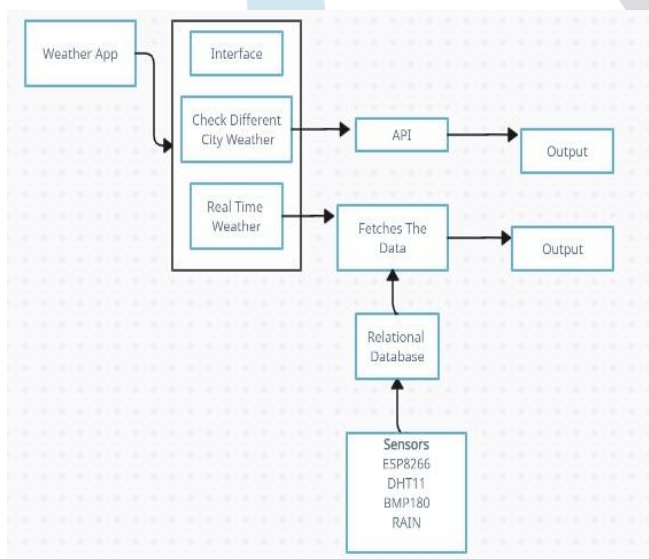 Weather App
Interface
Check Different
City Weather
API
Output
Real Time
Weather
Fetches The
Data
Output
Relational
Database
Sensors
ESP8266
DHT11
BMP180
RAIN